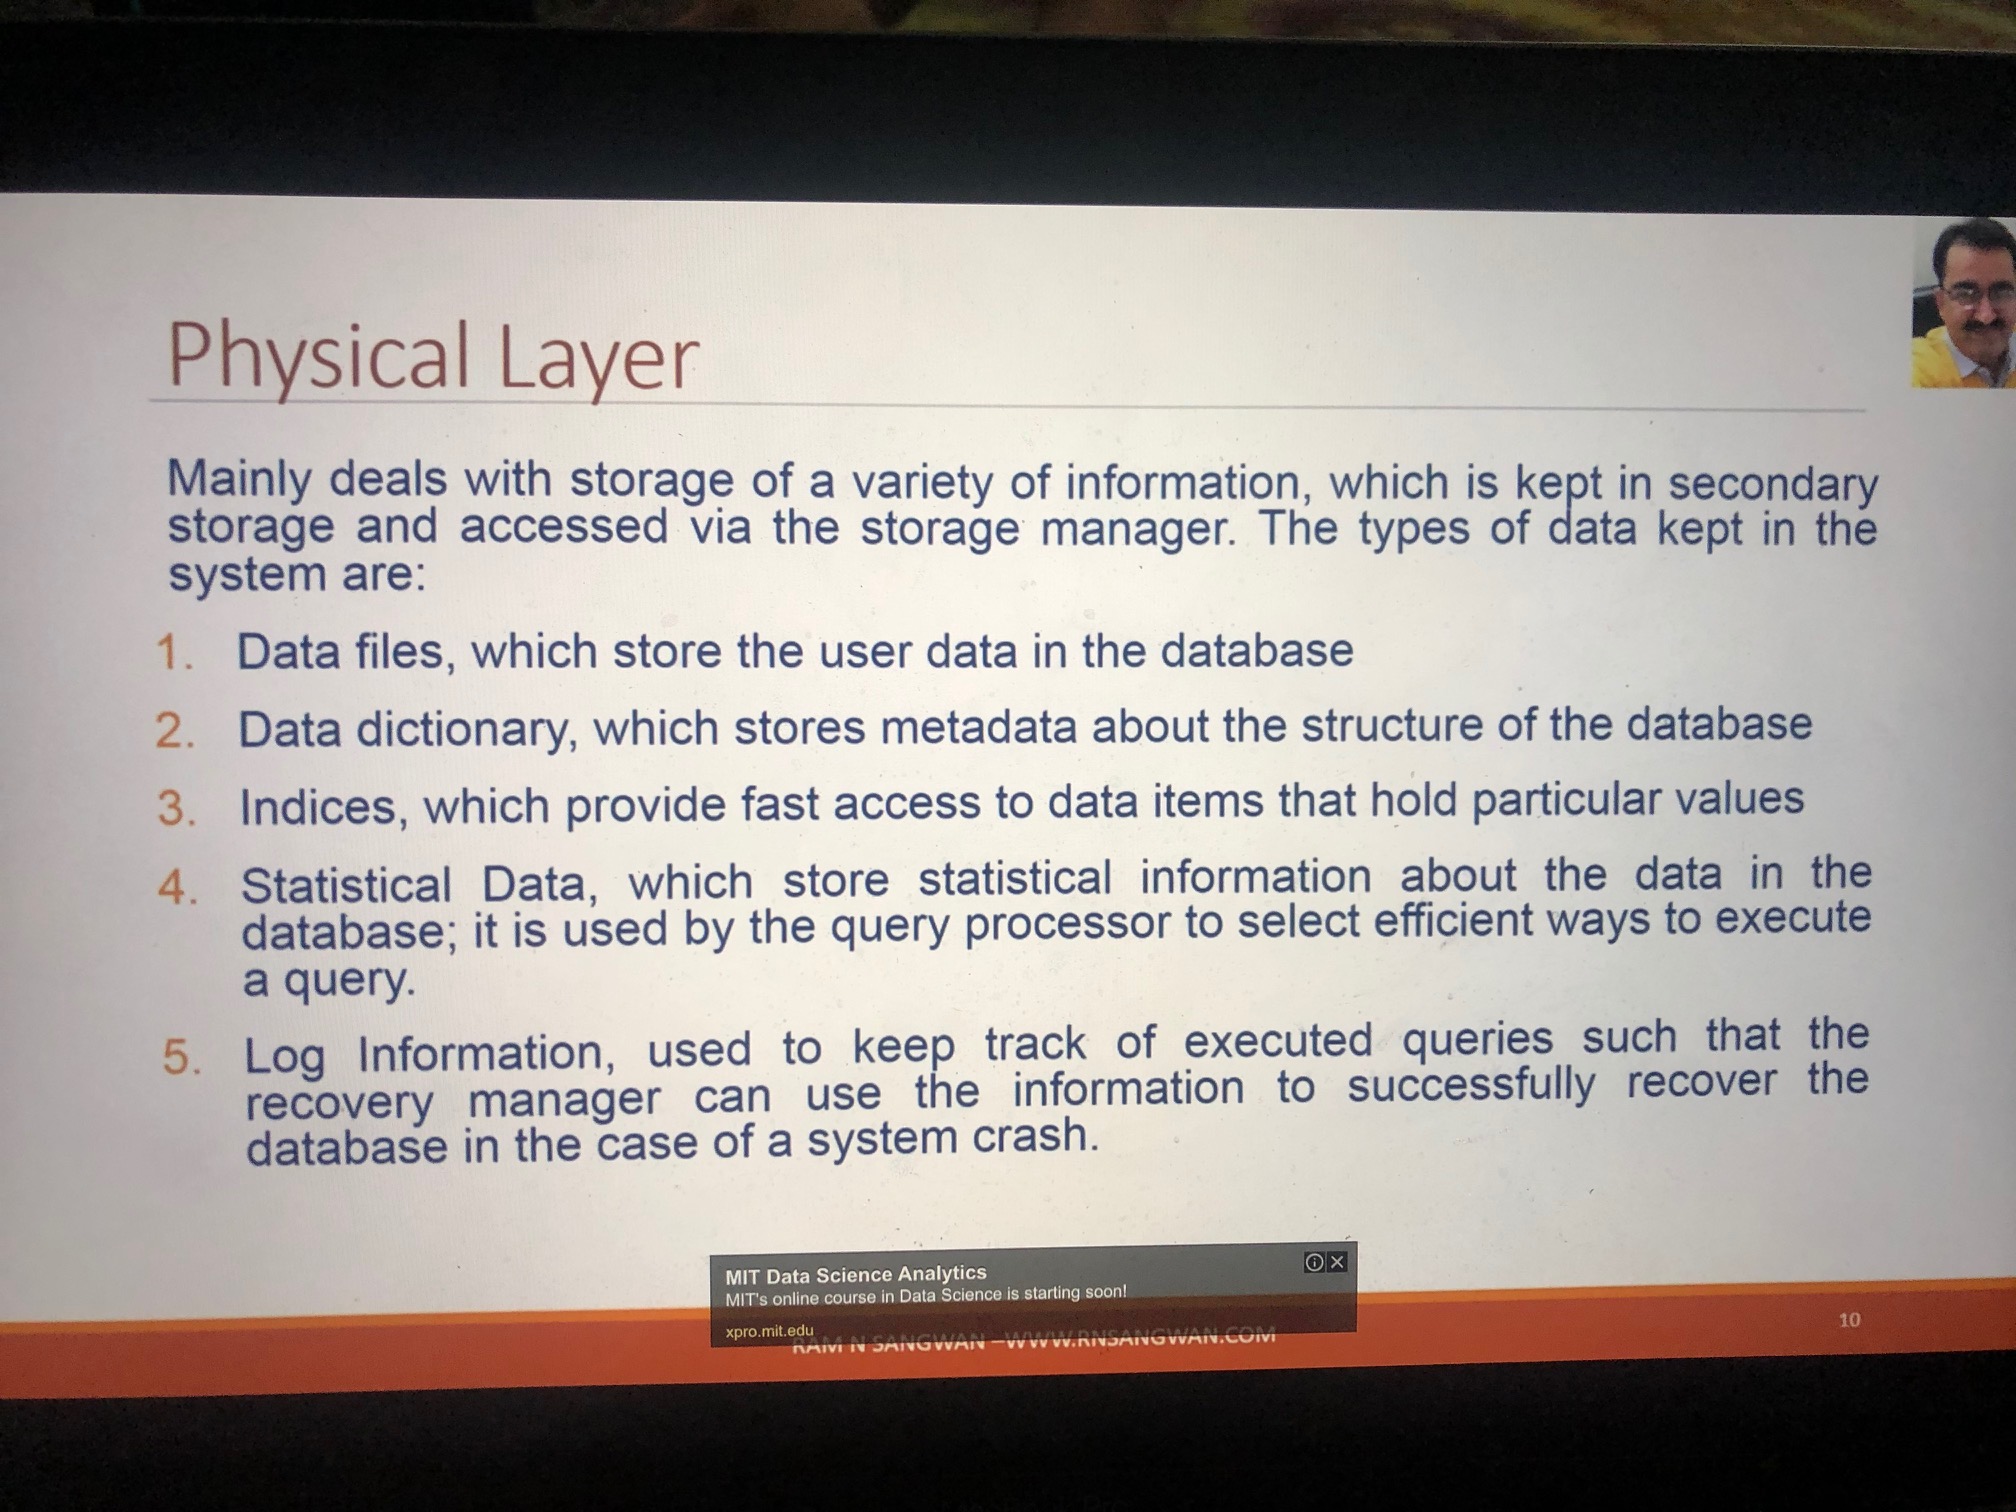 Physical Layer
Mainly deals with storage of a variety of information, which is kept in secondary
storage and accessed via the storage manager. The types of data kept in the
system are:
1. Data files, which store the user data in the database
2. Data dictionary, which stores metadata about the structure of the database
3. Indices, which provide fast access to data items that hold particular values
4. Statistical Data, which store statistical information about the data in the
database; it is used by the query processor to select efficient ways to execute
a query.
5. Log Information, used to keep track of executed queries such that the
recovery manager can use the information to successfully recover the
database in the case of a system crash.
MIT Data Science Analytics
MIT's online course in Data Science is starting soon!
xpro.mit.edu
RAM N SANGWAN –WWW.RNSANGWAN.COM
10